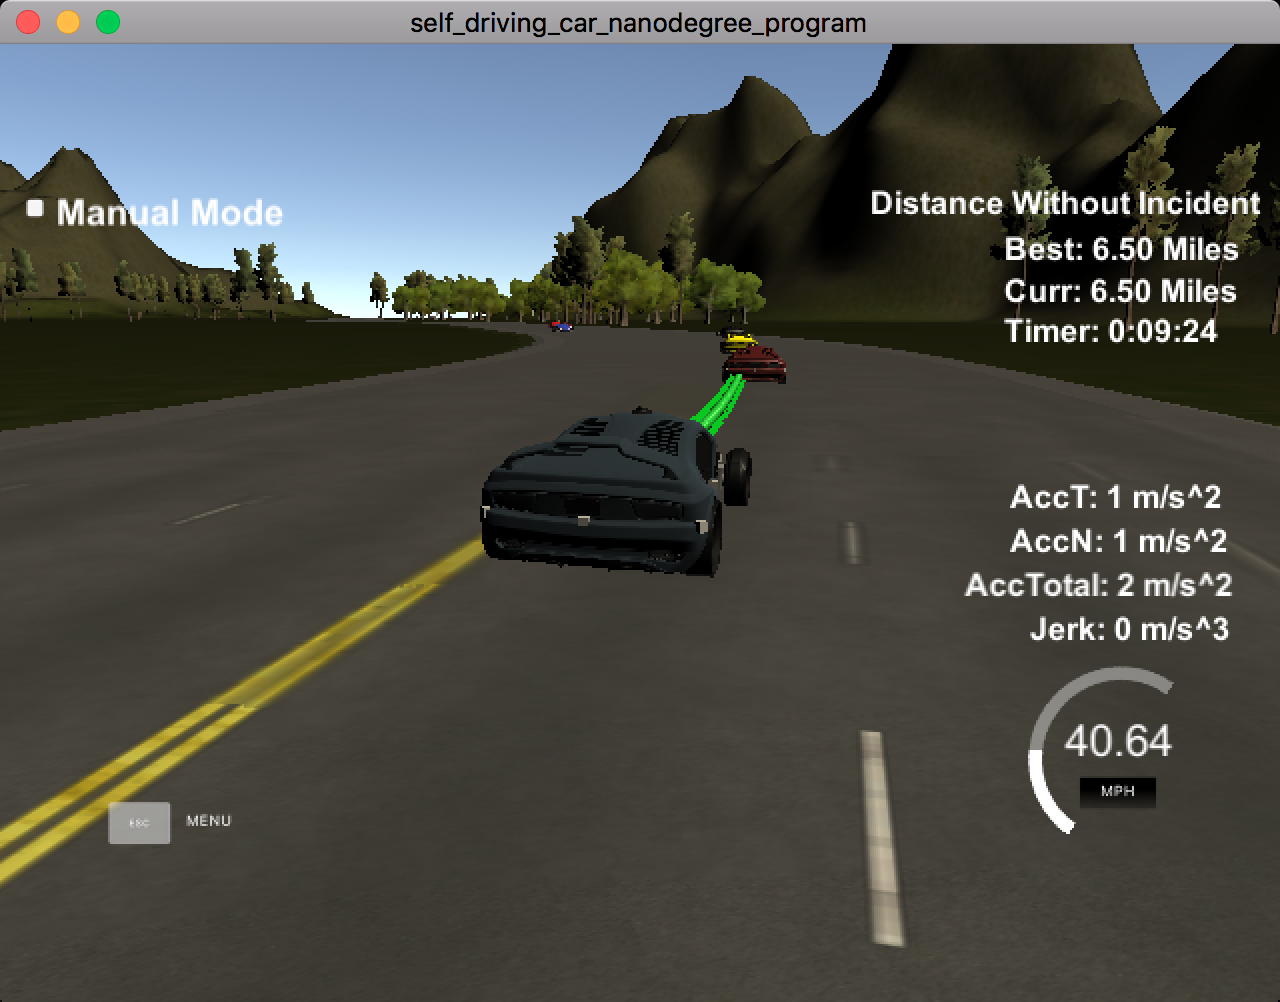 self_driving_car_nanodegree_program
Manual Mode
Distance Without Incident
Best: 6.50 Miles
Curr: 6.50 Miles
Timer: 0:09:24
AccT: 1 m/s^2
AccN: 1 m/s^2
AccTotal: 2 m/s^2
Jerk: 0 m/s^3
40.64
MPH
ESC MENU